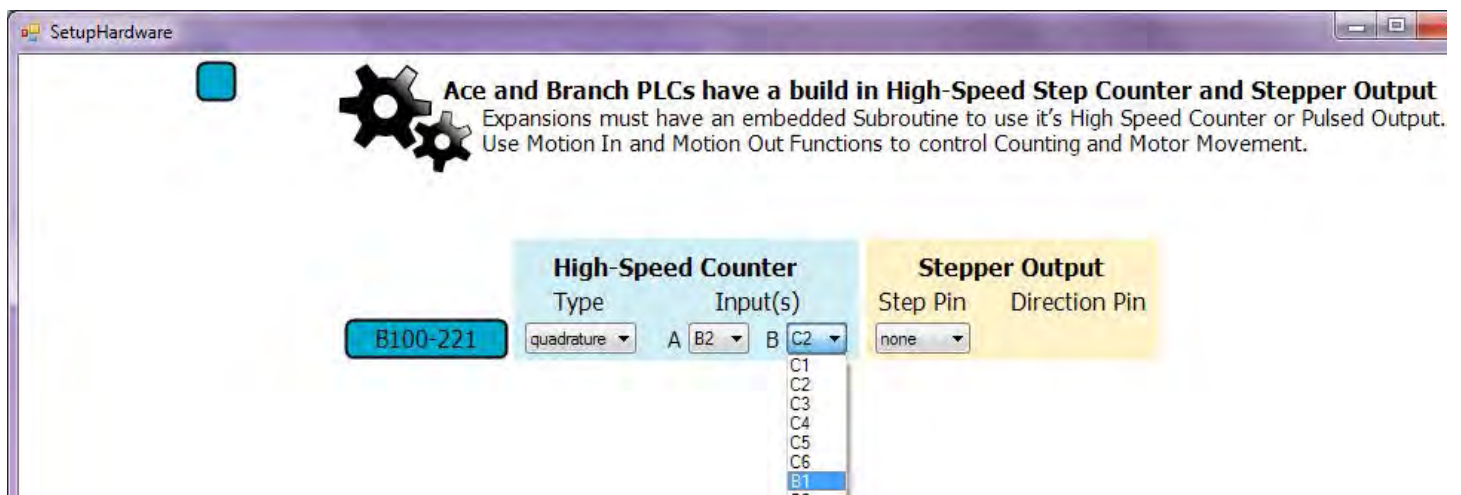 SetupHardware
Ace and Branch PLCs have a build in High-Speed Step Counter and Stepper Output
Expansions must have an embedded Subroutine to use it's High Speed Counter or Pulsed Output.
Use Motion In and Motion Out Functions to control Counting and Motor Movement.
High-Speed Counter Stepper Output
Type Input(s) Step Pin Direction Pin
B100-221 quadrature A B2 B C2 none
C1
C2
C3
C4
C5
C6
B1